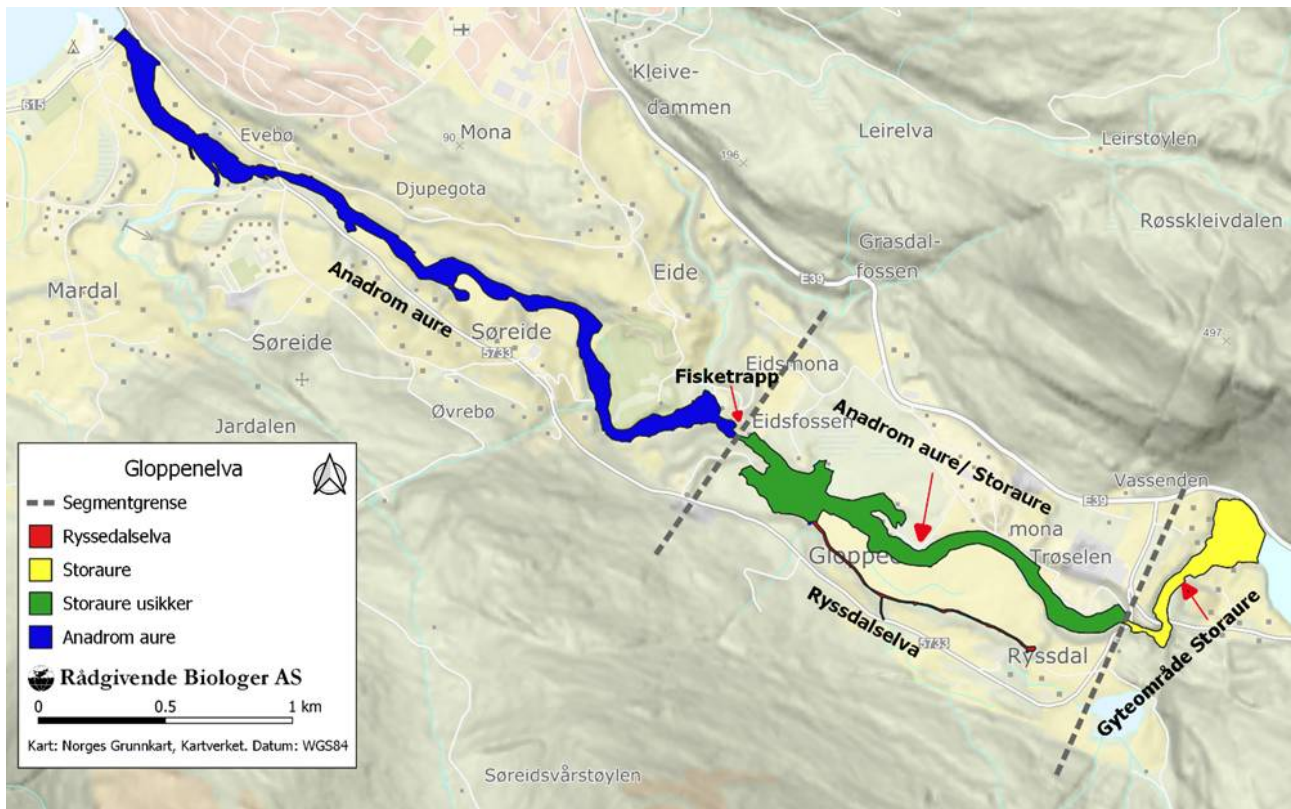 Kleive-
dammen
615
Evebø
90
Mona
Leirelva
Leirstøylen
196
Djupegota
Røsskleivdalen
Grasdal-
fossen
Eide
E39
Mardal
Anadrom aure
Søreide
Søreide
5733
497
Eidsmona
Fisketrapp
Øvrebø
Eidsfossen
Jardalen
Anadrom aure/ Storaure
Vassenden
E39
mona
Trøselen
Gloppe
Ryssdalselva
5733
Ryssdal
Gyteområde Storaure
Søreidsvårstøylen
Gloppenelva
Segmentgrense
Ryssedalselva
Storaure
Storaure usikker
Anadrom aure
Rådgivende Biologer AS
0 0.5 1 km
Kart: Norges Grunnkart, Kartverket. Datum: WGS84